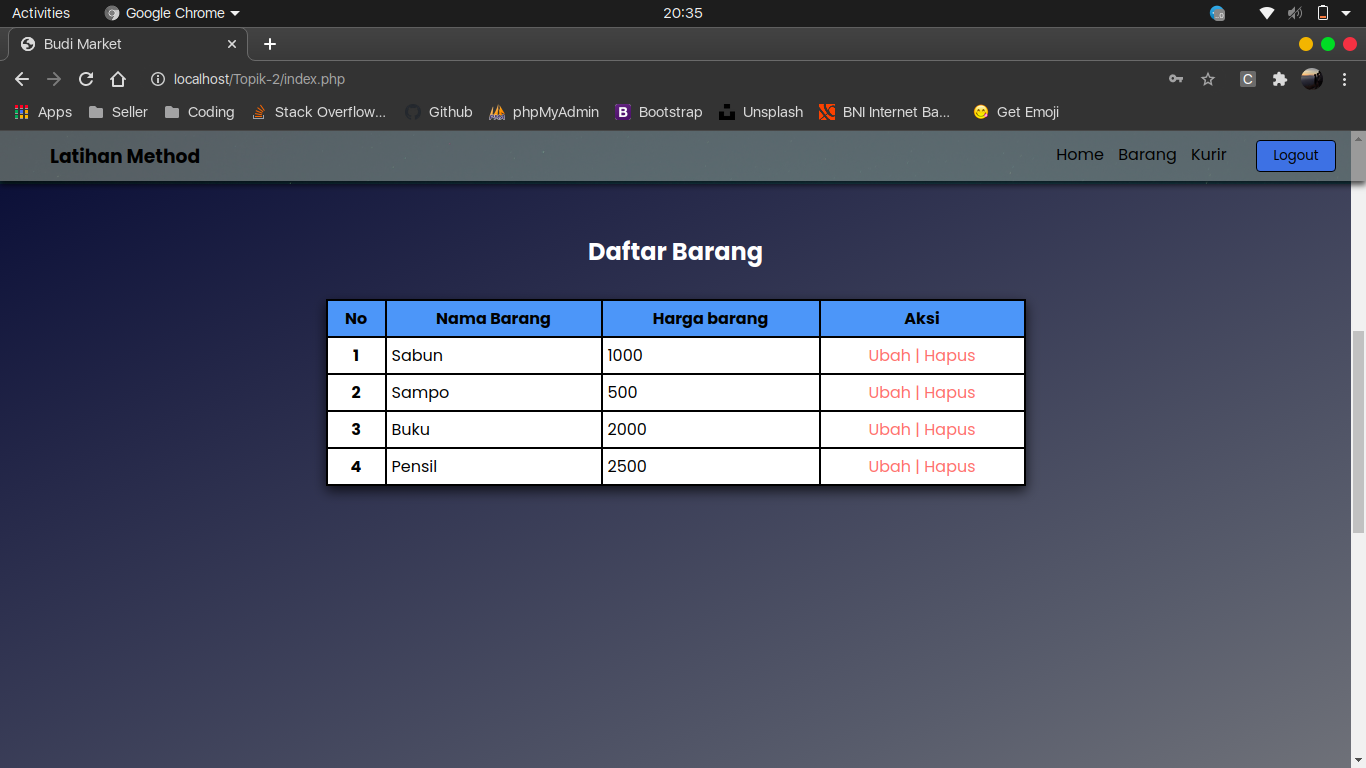 Activities Google Chrome 20:35
Budi Market
localhost/Topik-2/index.php
Apps Seller Coding Stack Overflow... Github phpMyAdmin Bootstrap Unsplash BNI Internet Ba... Get Emoji
Latihan Method Home Barang Kurir Logout
Daftar Barang
No Nama Barang Harga barang Aksi
1 Sabun 1000 Ubah | Hapus
2 Sampo 500 Ubah | Hapus
3 Buku 2000 Ubah | Hapus
4 Pensil 2500 Ubah | Hapus